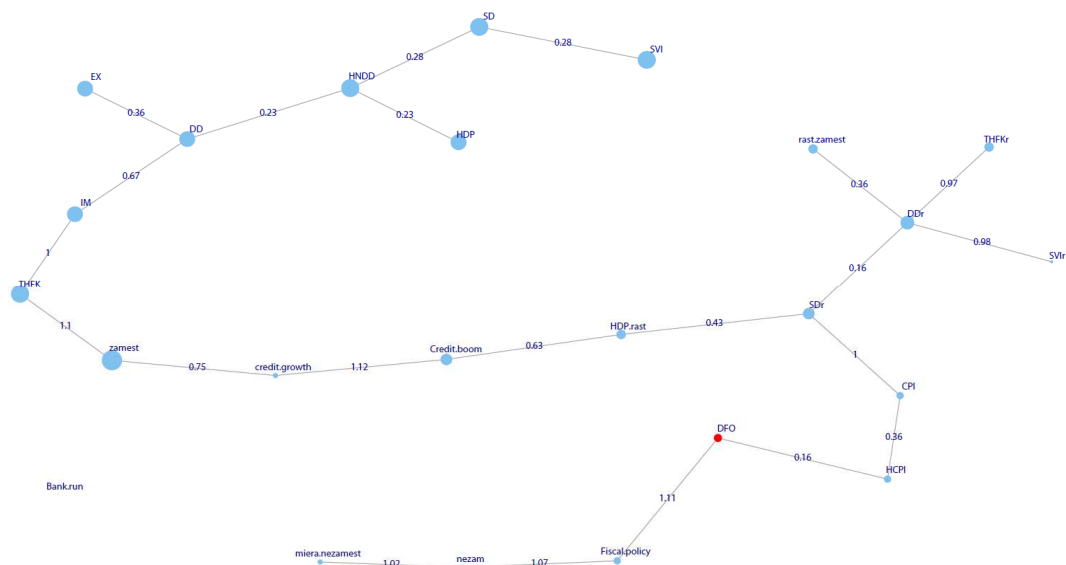 SD
SVI
0.28
EX
0.28
HNDD
0.36
0.23
0.23
DD
HDP
rast.zamest
THFKr
0.67
0.36
0.97
IM
DDr
0.98
SVIr
1
0.16
THFK
SDr
HDP.rast
0.43
1.1
zamest
Credit.boom
0.63
1
0.75
credit.growth
1.12
CPI
DFO
0.36
0.16
HCPI
Bank.run
1.11
miera.nezamest
nezam
Fiscal.policy
1.02
1.07